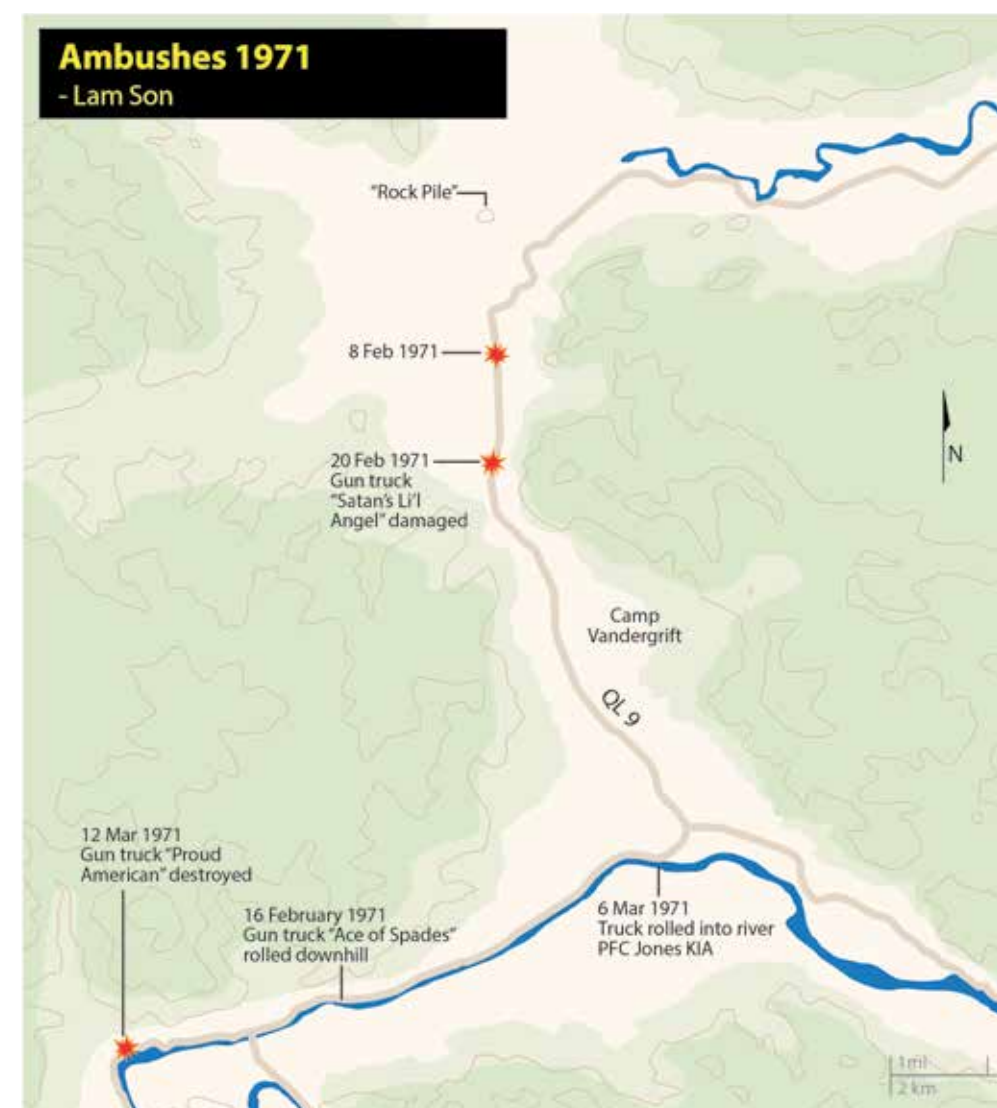 Ambushes 1971
- Lam Son
"Rock Pile"
8 Feb 1971
20 Feb 1971
Gun truck
"Satan's Li'l
Angel" damaged
N
Camp
Vandergrift
QL 9
12 Mar 1971
Gun truck "Proud
American" destroyed
16 February 1971
Gun truck "Ace of Spades"
rolled downhill
6 Mar 1971
Truck rolled into river
PFC Jones KIA
1 mi
2 km